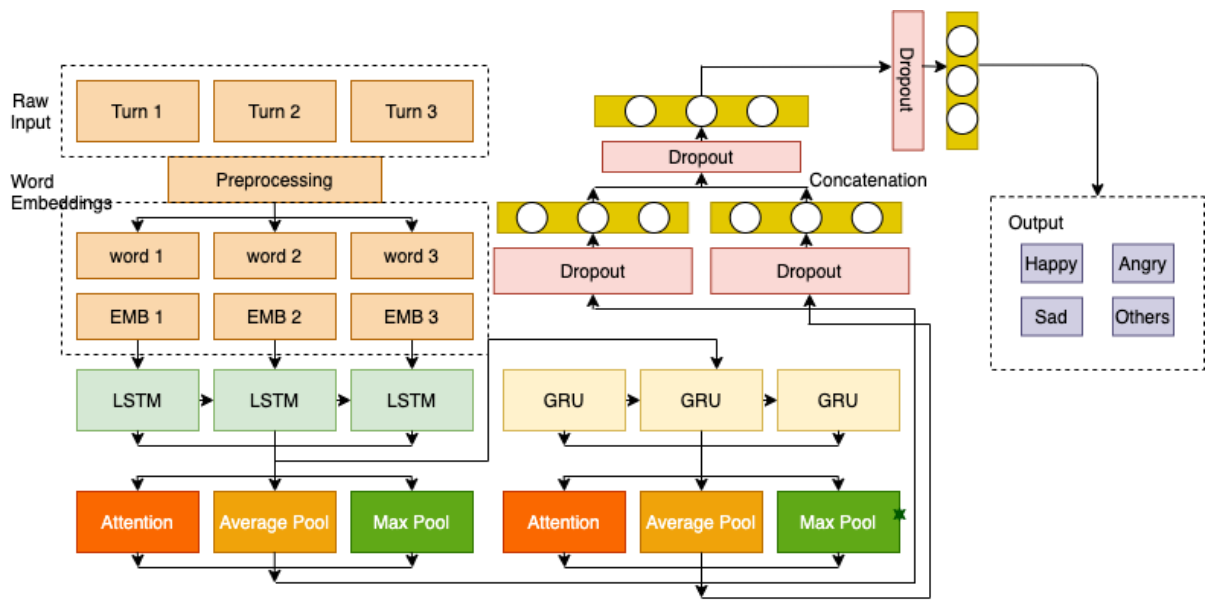 Raw
Input
Turn 1
Turn 2
Turn 3
Preprocessing
Word
Embeddings
word 1
word 2
word 3
EMB 1
EMB 2
EMB 3
LSTM
LSTM
LSTM
Attention
Average Pool
Max Pool
GRU
GRU
GRU
Attention
Average Pool
Max Pool
Dropout
Dropout
Concatenation
Dropout
Dropout
Output
Happy
Angry
Sad
Others